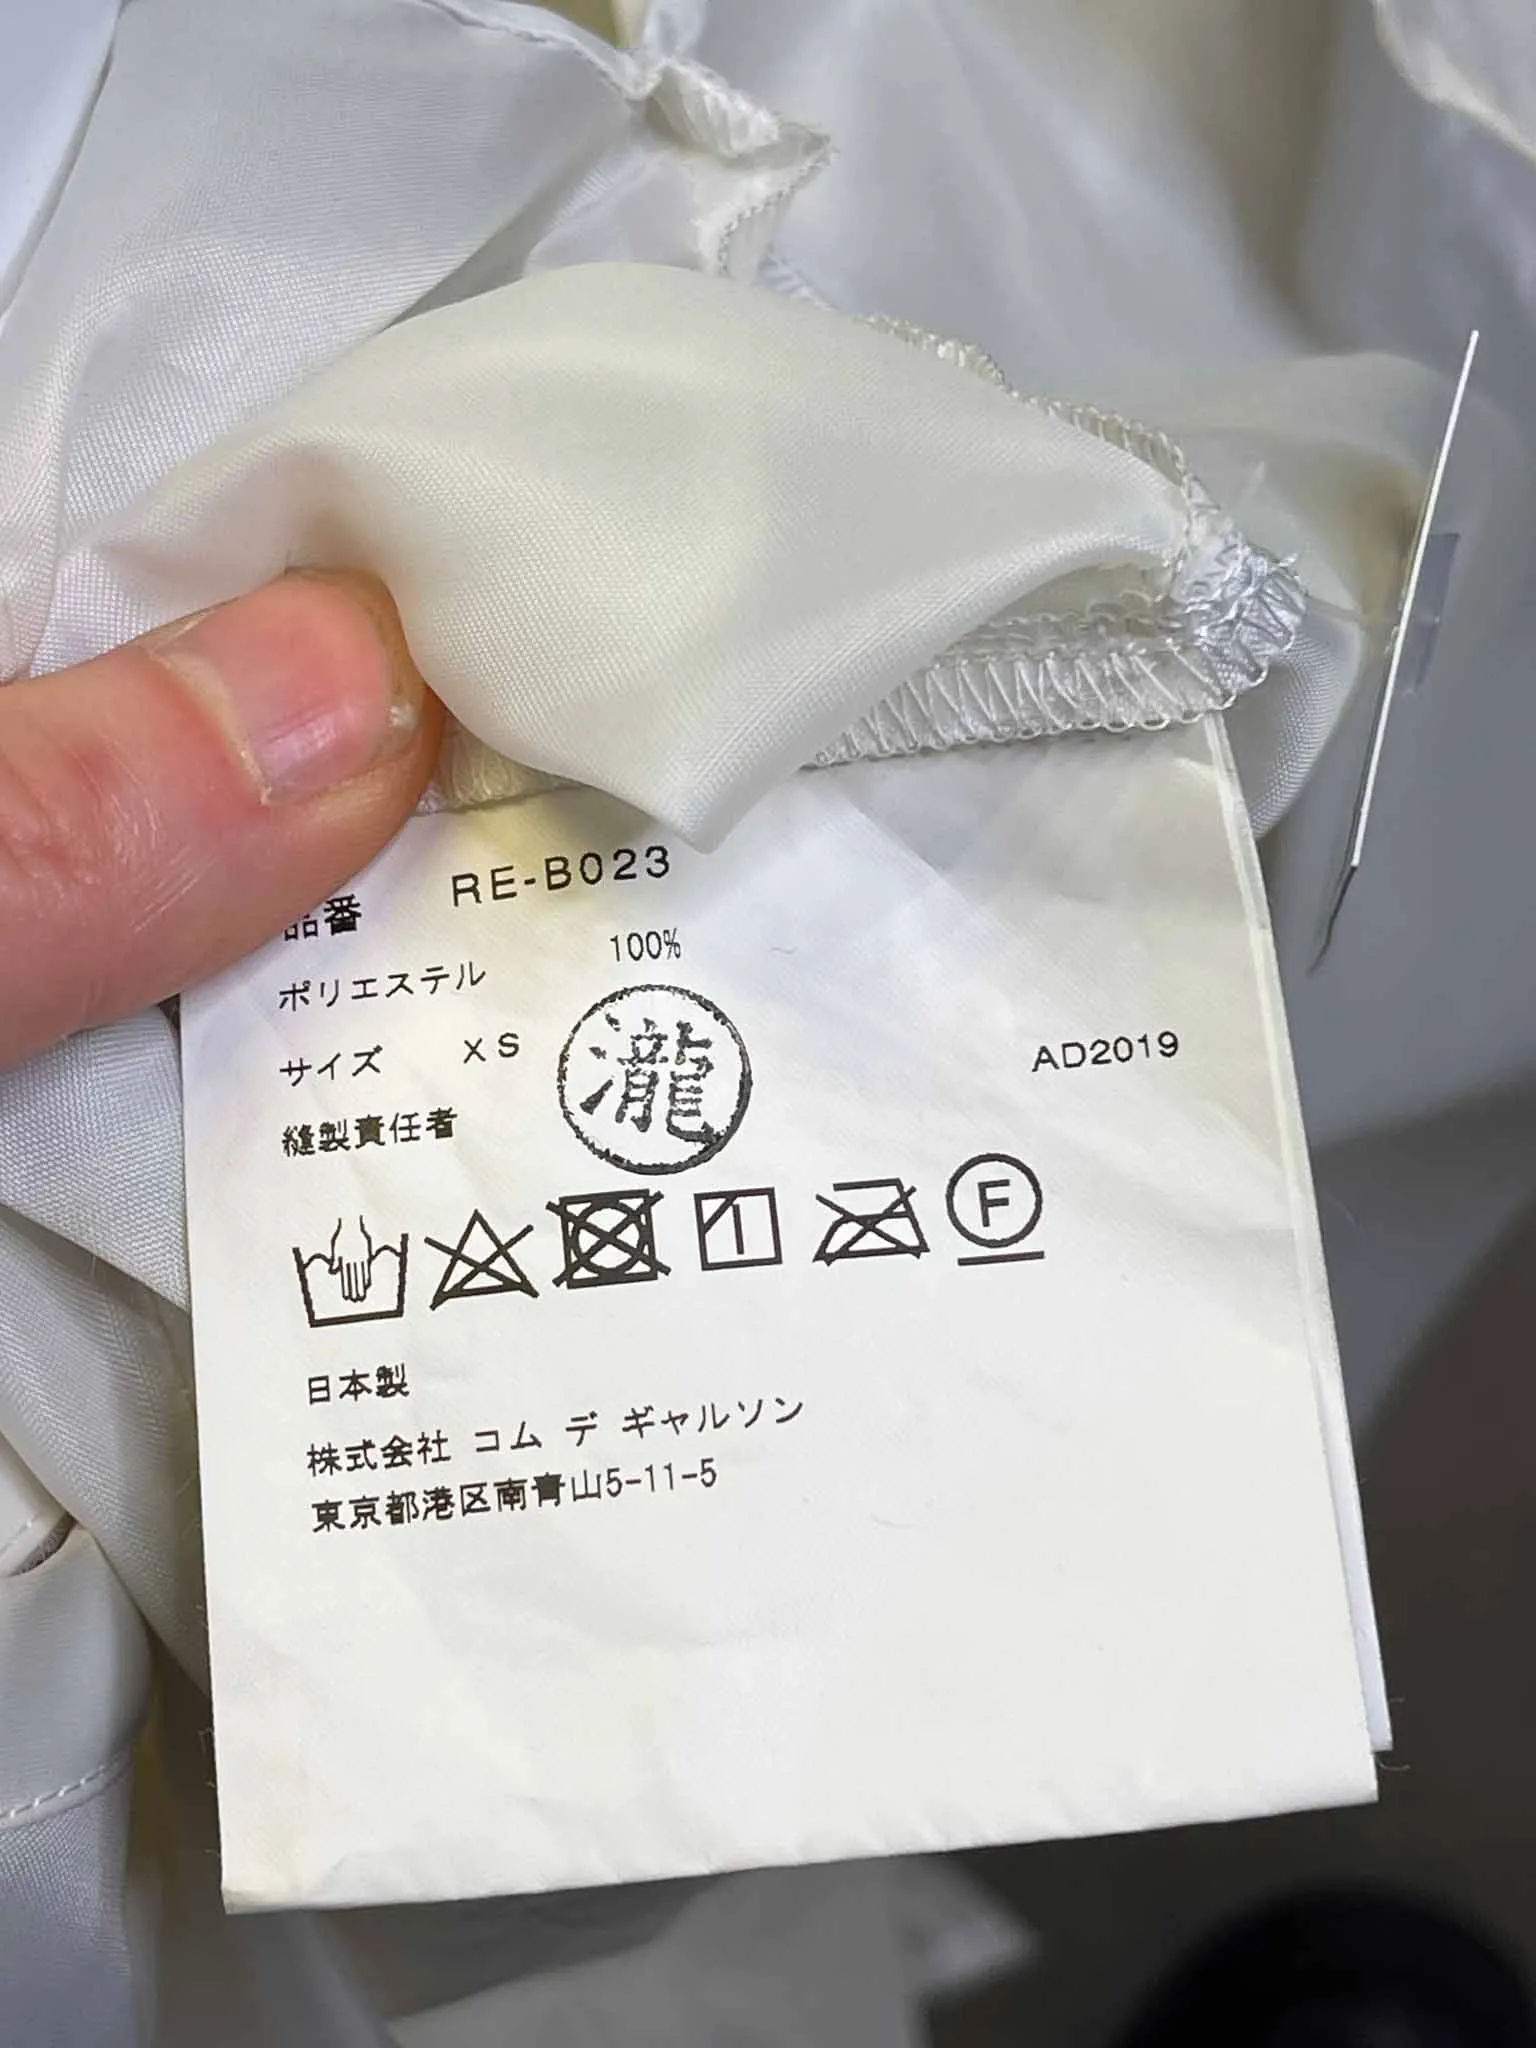 品番 RE-B023
ポリエステル 100%
サイズ XS
AD2019
縫製責任者 瀧
F
日本製
株式会社 コム デ ギャルソン
東京都港区南青山5-11-5